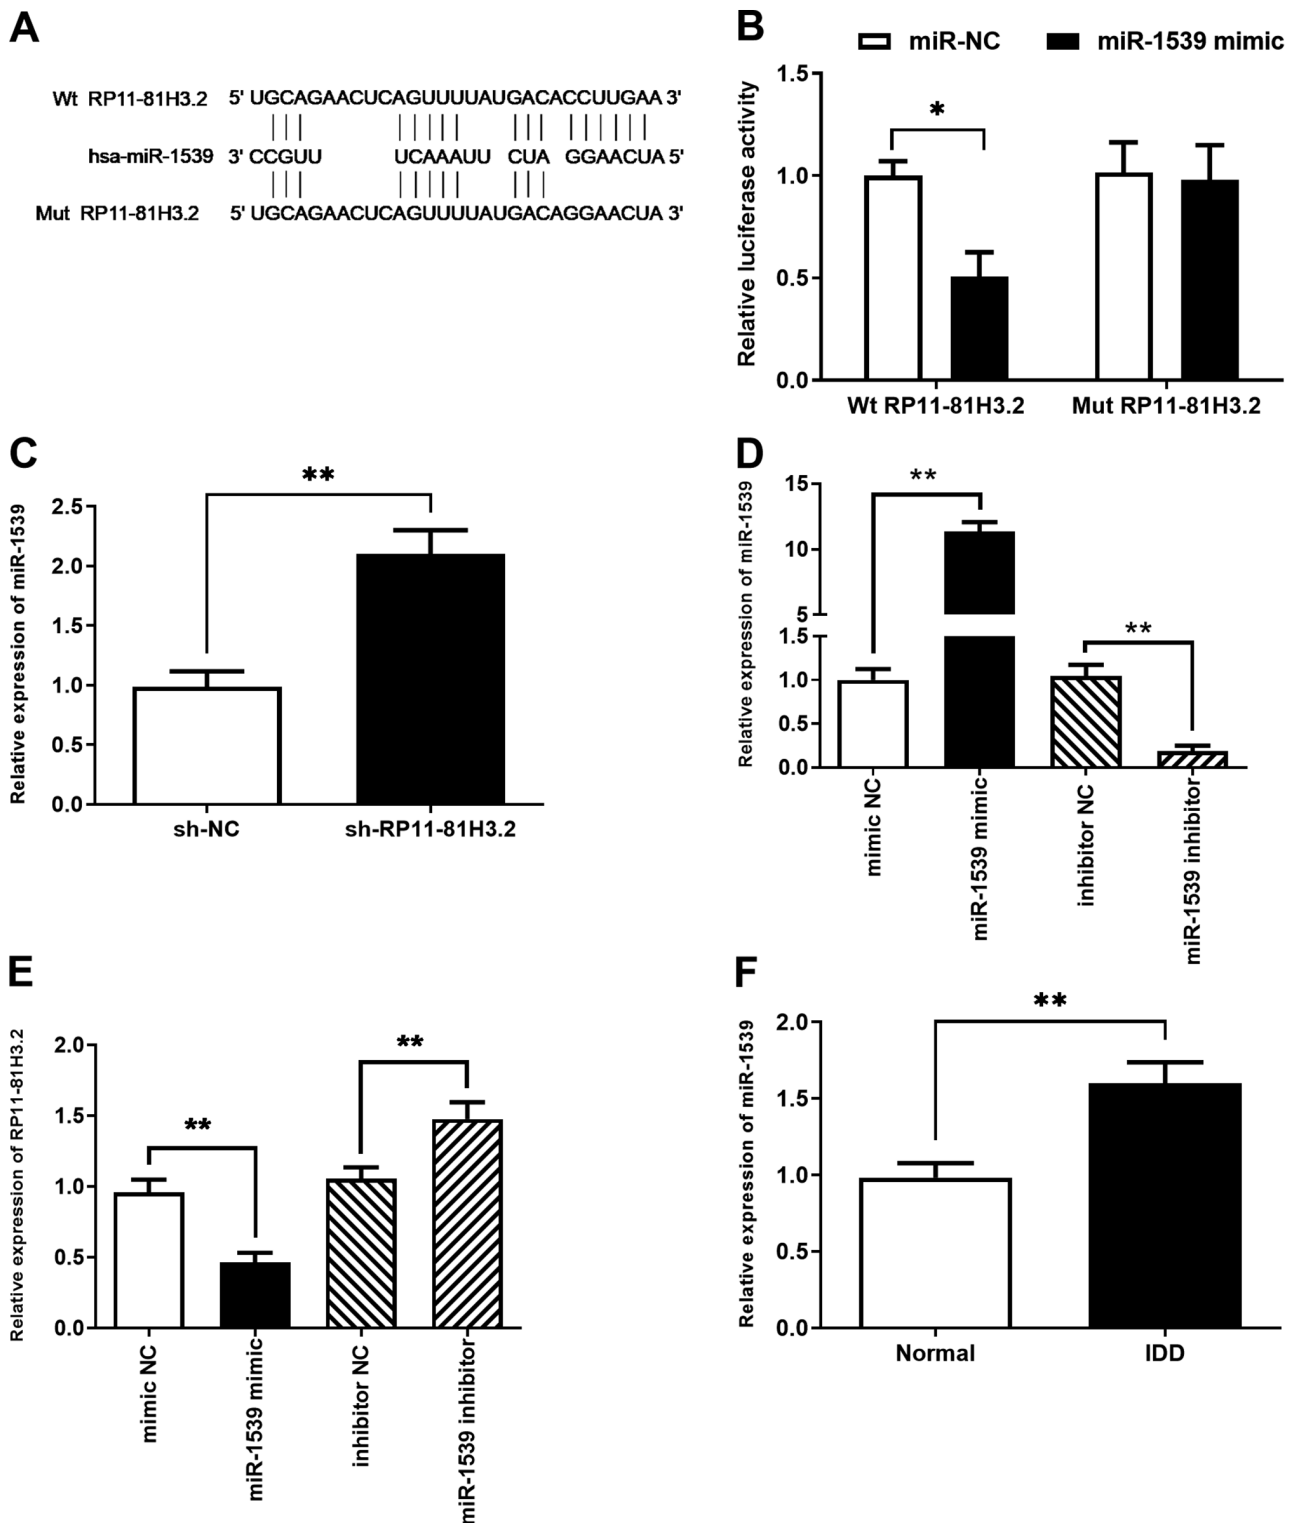 A
Wt RP11-81H3.2 5' UGCAGAACUCAGUUUUAUGACACCUUGAA 3'
hsa-miR-1539 3' CCGUU UCAAAUU CUA GGAACUA 5'
Mut RP11-81H3.2 5' UGCAGAACUCAGUUUUAUGACAGGAACUA 3'
B
miR-NC miR-1539 mimic
Relative luciferase activity
1.5
1.0
0.5
0.0
*
Wt RP11-81H3.2 Mut RP11-81H3.2
C
Relative expression of miR-1539
2.5
2.0
1.5
1.0
0.5
0.0
**
sh-NC sh-RP11-81H3.2
D
Relative expression of miR-1539
15
10
5
1.5
1.0
0.5
0.0
**
**
mimic NC
miR-1539 mimic
inhibitor NC
miR-1539 inhibitor
E
Relative expression of RP11-81H3.2
2.0
1.5
1.0
0.5
0.0
**
**
mimic NC
miR-1539 mimic
inhibitor NC
miR-1539 inhibitor
F
Relative expression of miR-1539
2.0
1.5
1.0
0.5
0.0
**
Normal IDD